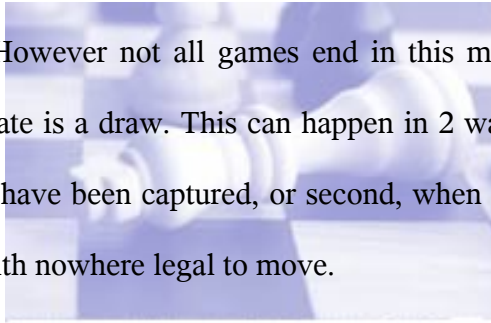 However not all games end in this m
ate is a draw. This can happen in 2 wa
have been captured, or second, when
ith nowhere legal to move.